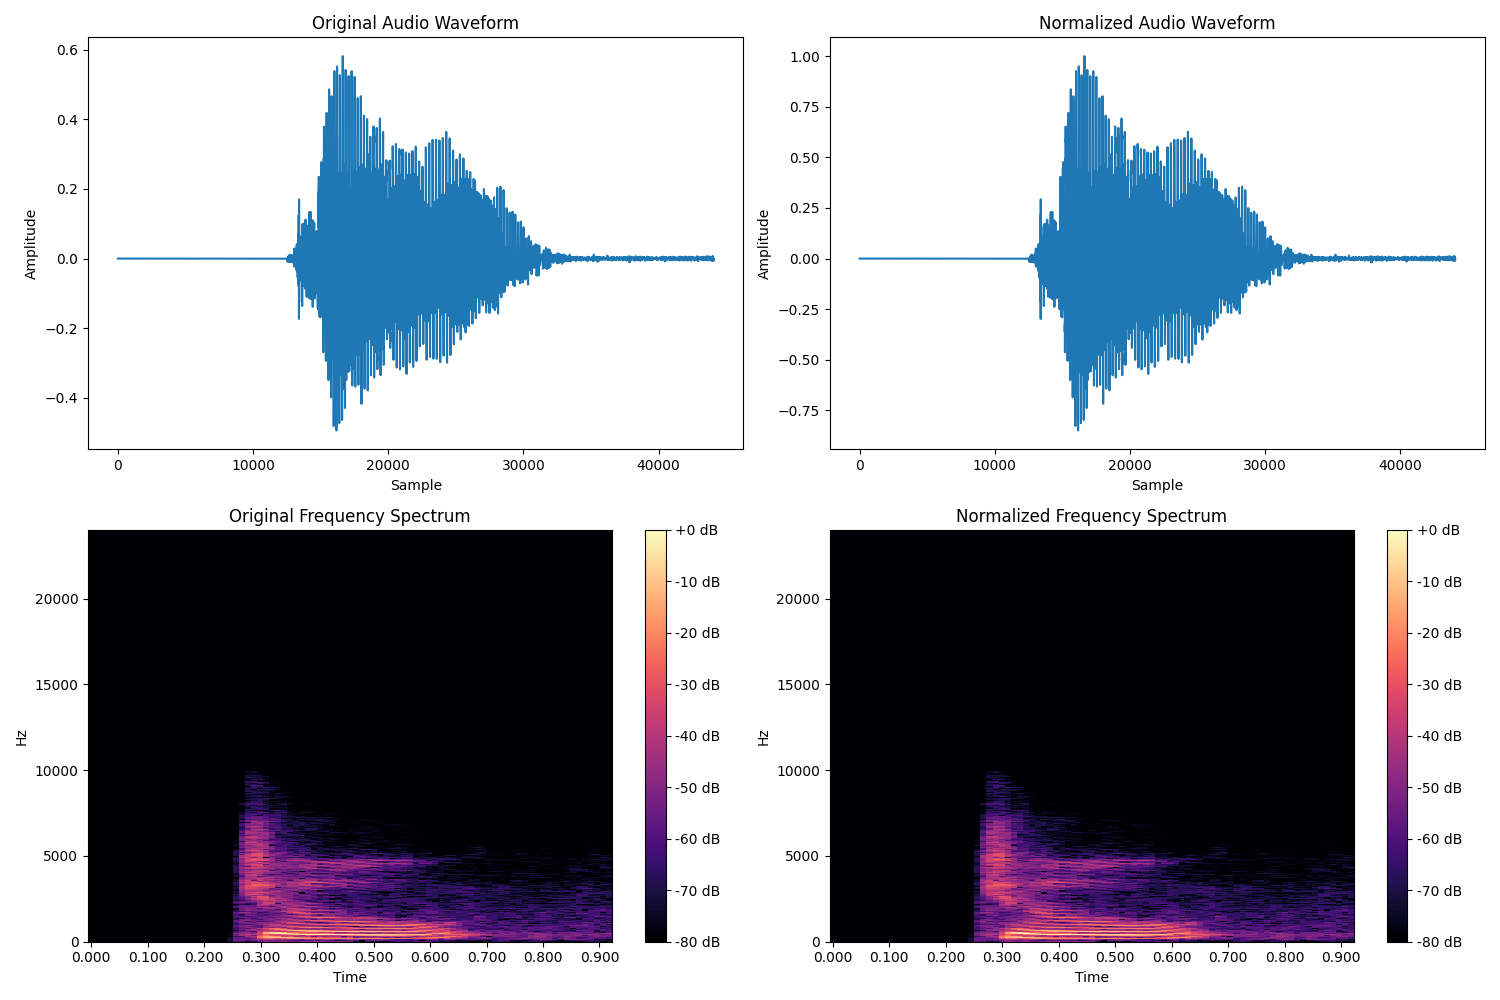 Original Audio Waveform
0.6
0.4
0.2
0.0
−0.2
−0.4
Amplitude
0 10000 20000 30000 40000
Sample
Normalized Audio Waveform
1.00
0.75
0.50
0.25
0.00
−0.25
−0.50
−0.75
Amplitude
0 10000 20000 30000 40000
Sample
Original Frequency Spectrum
20000
15000
10000
5000
0
Hz
0.000 0.100 0.200 0.300 0.400 0.500 0.600 0.700 0.800 0.900
Time
+0 dB
-10 dB
-20 dB
-30 dB
-40 dB
-50 dB
-60 dB
-70 dB
-80 dB
Normalized Frequency Spectrum
20000
15000
10000
5000
0
Hz
0.000 0.100 0.200 0.300 0.400 0.500 0.600 0.700 0.800 0.900
Time
+0 dB
-10 dB
-20 dB
-30 dB
-40 dB
-50 dB
-60 dB
-70 dB
-80 dB